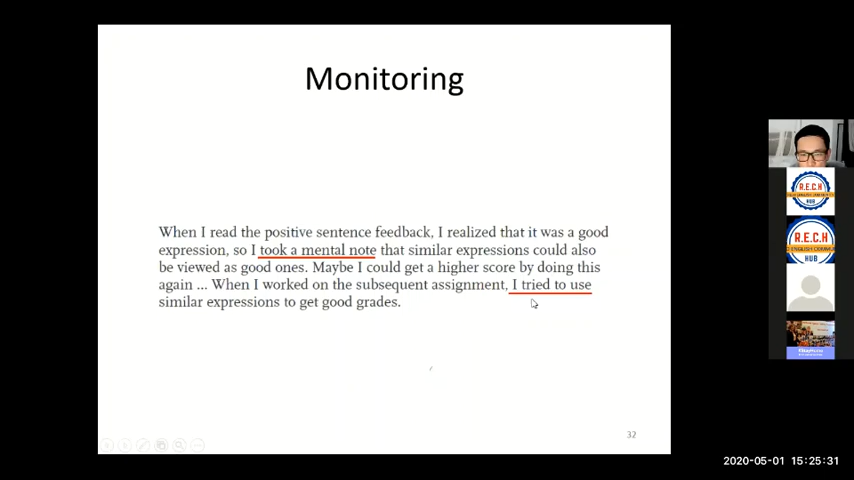 Monitoring
When I read the positive sentence feedback, I realized that it was a good
expression, so I took a mental note that similar expressions could also
be viewed as good ones. Maybe I could get a higher score by doing this
again ... When I worked on the subsequent assignment, I tried to use
similar expressions to get good grades.
32
R.E.C.H
HUB
R.E.C.H
HUB
2020-05-01 15:25:31